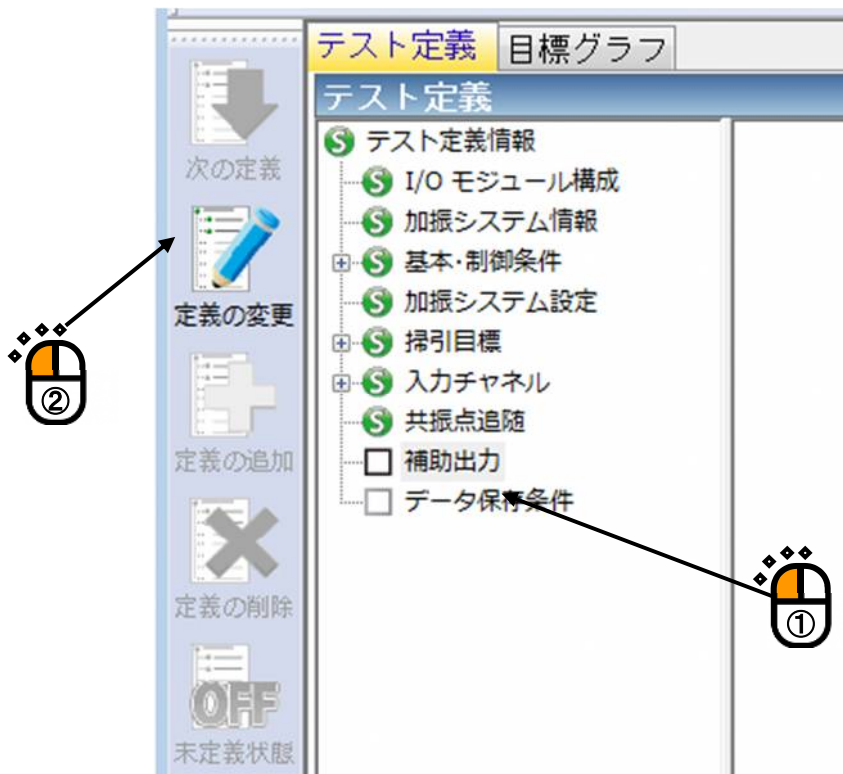 テスト定義 目標グラフ
テスト定義
次の定義
定義の変更
定義の追加
定義の削除
OFF
未定義状態
S テスト定義情報
S I/O モジュール構成
S 加振システム情報
S 基本・制御条件
S 加振システム設定
S 掃引目標
S 入力チャネル
S 共振点追随
補助出力
データ保存条件
②
①